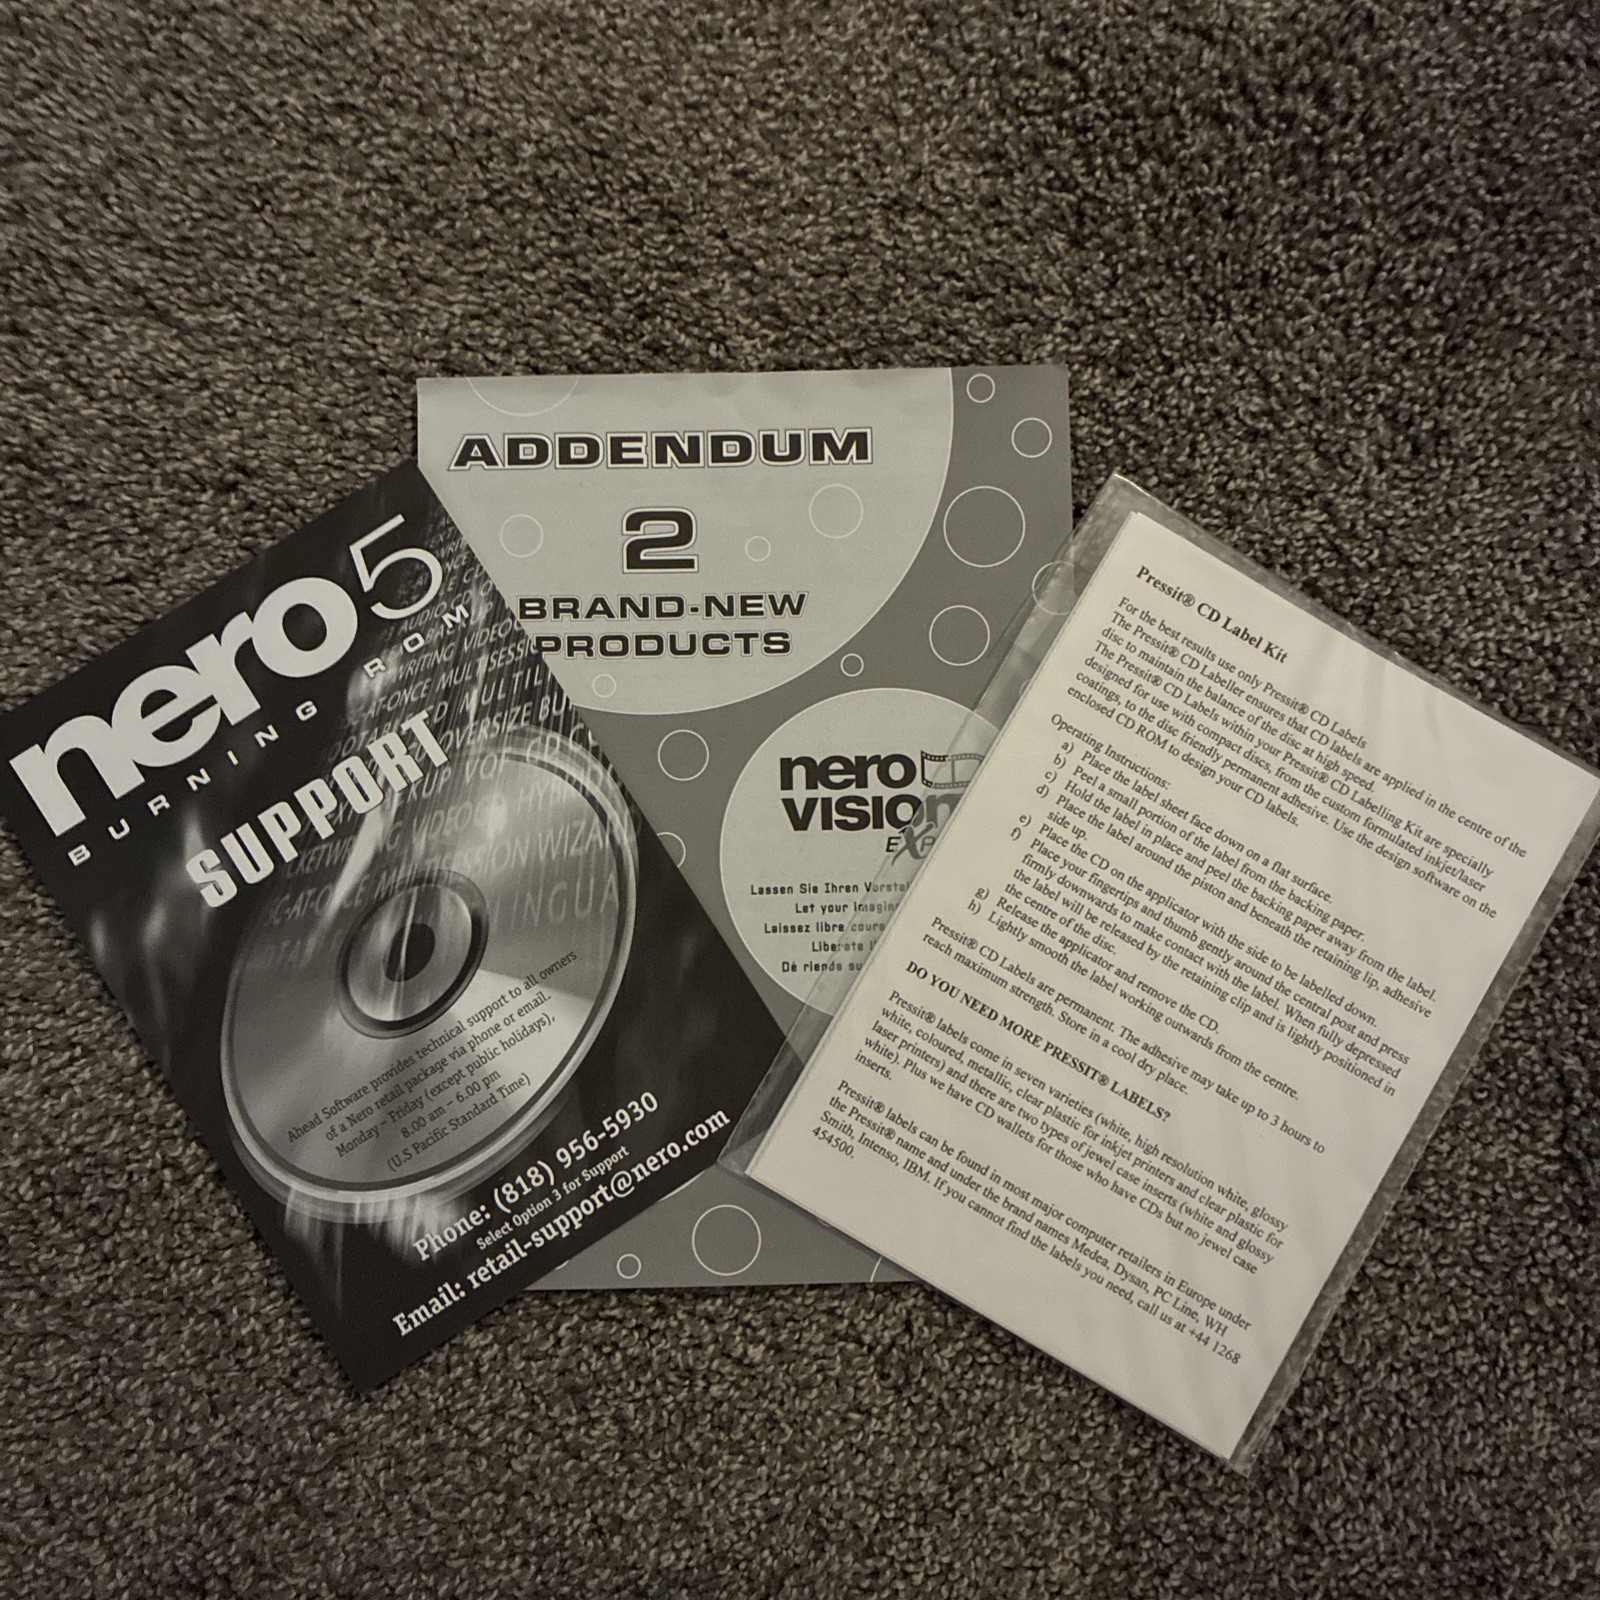 nero 5
BURNING ROM
SUPPORT
Ahead Software provides technical support to all owners
of a Nero retail package via phone or email.
Monday – Friday (except public holidays),
8.00 am – 6.00 pm
(U.S Pacific Standard Time)
Phone: (818) 956-5930
Select Option 3 for Support
Email: retail-support@nero.com
ADDENDUM
2
BRAND-NEW
PRODUCTS
nero
VISION
Lassen Sie Ihren
Let your
Laissez libre cours
Liberate
Dè rienda
Pressit® CD Label Kit
For the best results use only Pressit® CD Labels
The Pressit® CD Labeller ensures that CD labels are applied in the centre of the
disc to maintain the balance of the disc at high speed.
The Pressit® CD Labels within your Pressit® CD Labelling Kit are specially
designed for use with compact discs, from the custom formulated inkjet/laser
coatings, to the disc friendly permanent adhesive. Use the design software on the
enclosed CD ROM to design your CD labels.
Operating Instructions:
a) Place the label sheet face down on a flat surface.
b) Peel a small portion of the label from the backing paper.
c) Hold the label in place and peel the backing paper away from the label.
d) Place the label around the piston and beneath the retaining lip, adhesive
side up.
e) Place the CD on the applicator with the side to be labelled down.
f) Place your fingertips and thumb gently around the central post and press
firmly downwards to make contact with the label. When fully depressed
the label will be released by the retaining clip and is lightly positioned in
the centre of the disc.
g) Release the applicator and remove the CD.
h) Lightly smooth the label working outwards from the centre.
Pressit® CD Labels are permanent. The adhesive may take up to 3 hours to
reach maximum strength. Store in a cool dry place.
DO YOU NEED MORE PRESSIT® LABELS?
Pressit® labels come in seven varieties (white, high resolution white, glossy
white, coloured, metallic, clear plastic for inkjet printers and clear plastic for
laser printers) and there are two types of jewel case inserts (white and glossy
white). Plus we have CD wallets for those who have CDs but no jewel case
inserts.
Pressit® labels can be found in most major computer retailers in Europe under
the Pressit® name and under the brand names Medea, Dysan, PC Line, WH
Smith, Intenso, IBM. If you cannot find the labels you need, call us at +44 1268
454500.